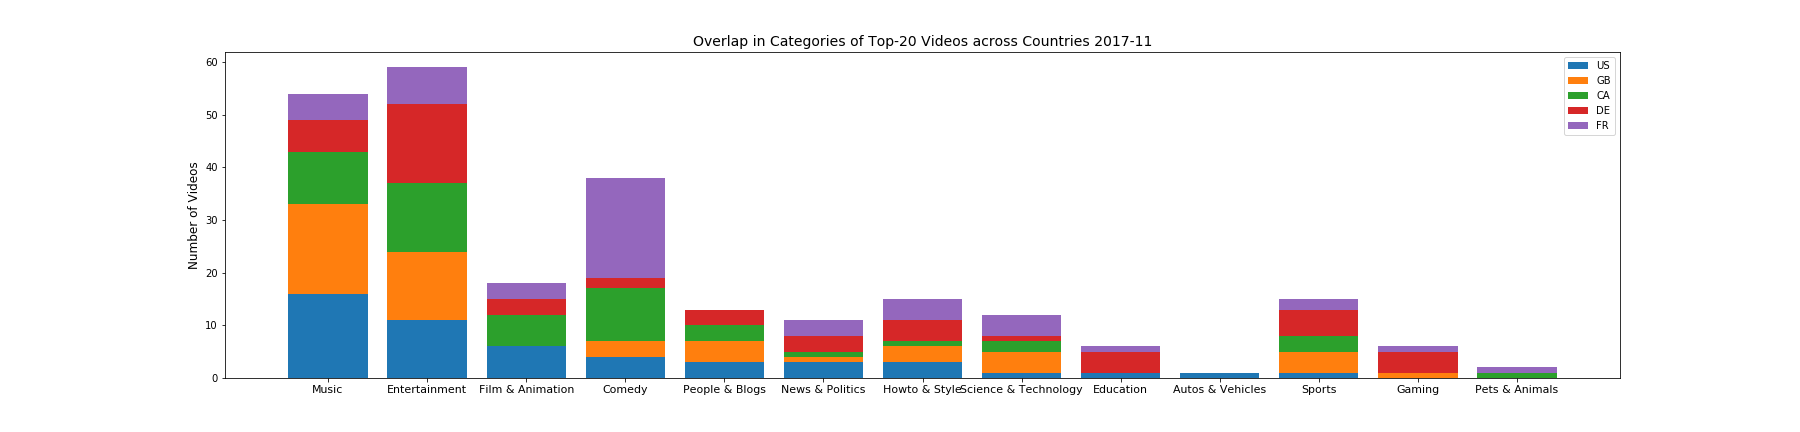 Overlap in Categories of Top-20 Videos across Countries 2017-11
Number of Videos
60
50
40
30
20
10
0
US
GB
CA
DE
FR
Music Entertainment Film & Animation Comedy People & Blogs News & Politics Howto & Style Science & Technology Education Autos & Vehicles Sports Gaming Pets & Animals